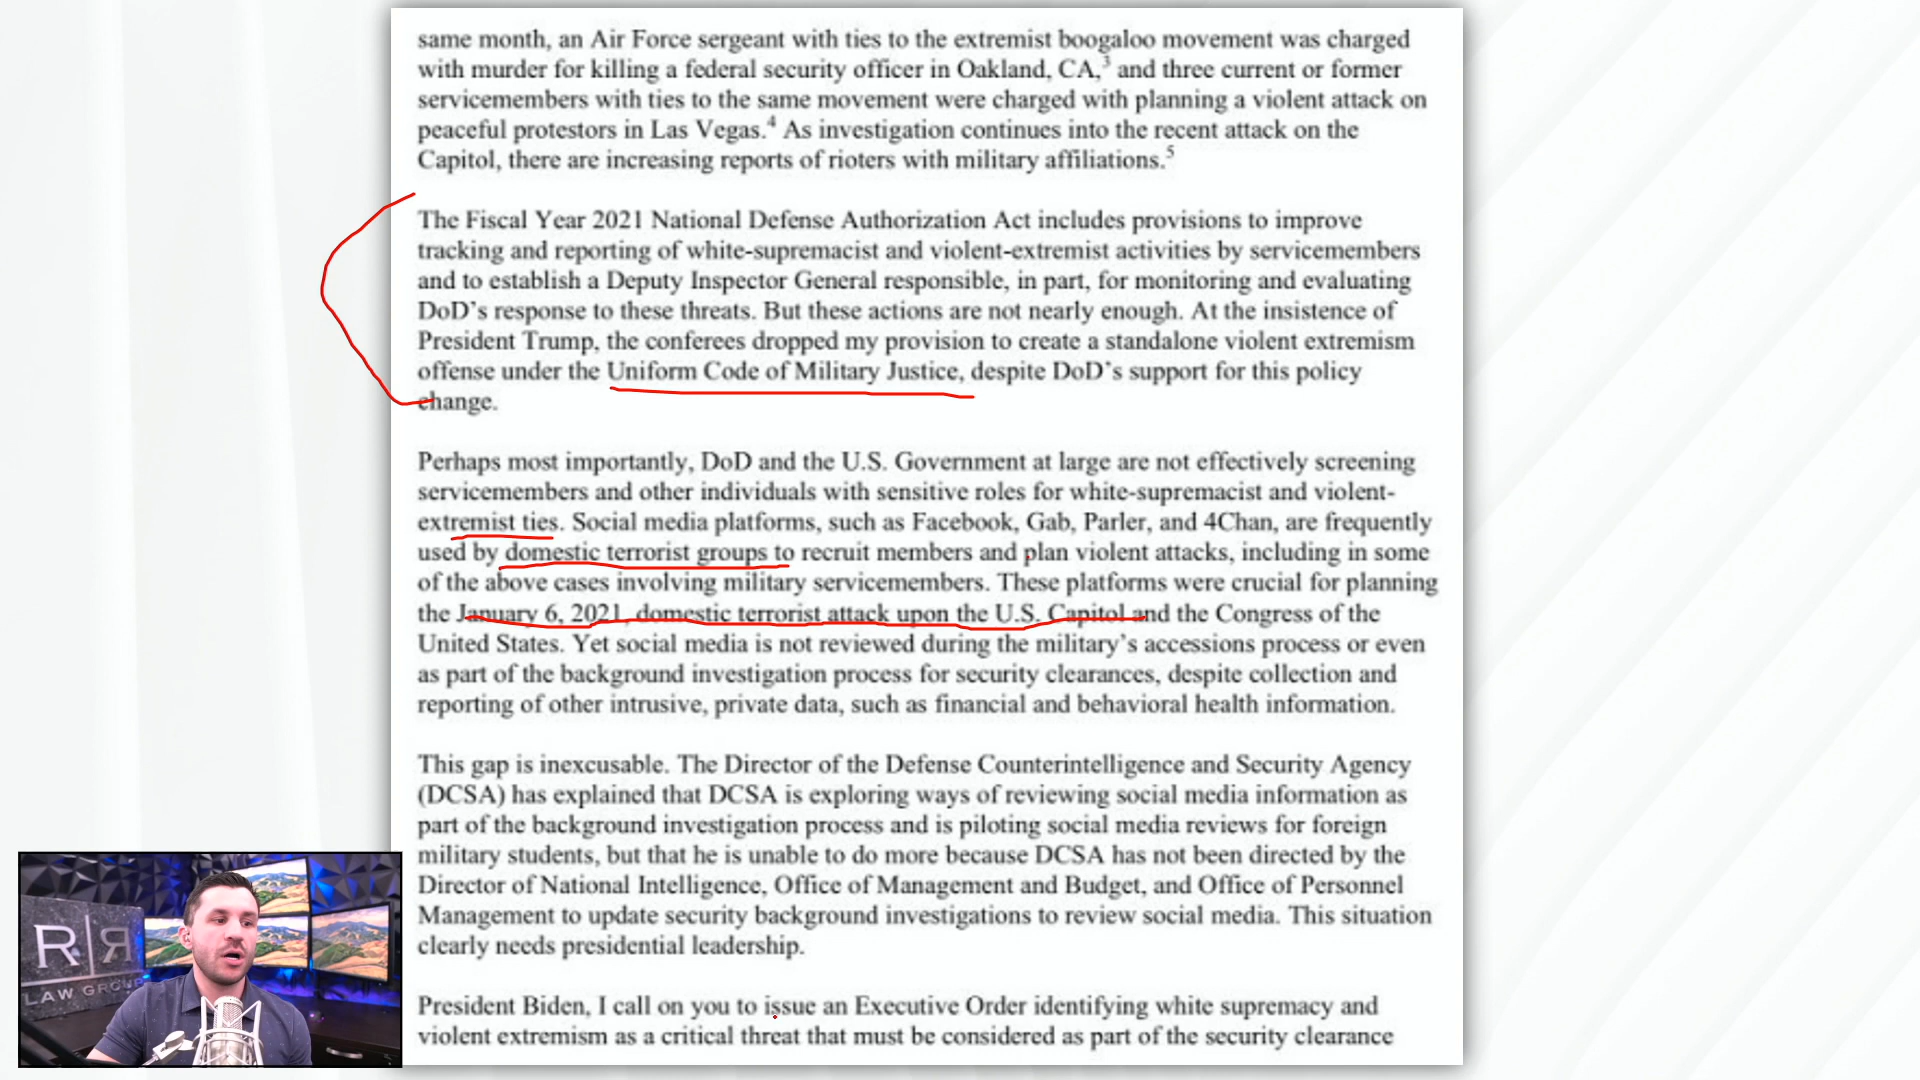 same month, an Air Force sergeant with ties to the extremist boogaloo movement was charged
with murder for killing a federal security officer in Oakland, CA,3 and three current or former
servicemembers with ties to the same movement were charged with planning a violent attack on
peaceful protestors in Las Vegas.4 As investigation continues into the recent attack on the
Capitol, there are increasing reports of rioters with military affiliations.5
The Fiscal Year 2021 National Defense Authorization Act includes provisions to improve
tracking and reporting of white-supremacist and violent-extremist activities by servicemembers
and to establish a Deputy Inspector General responsible, in part, for monitoring and evaluating
DoD's response to these threats. But these actions are not nearly enough. At the insistence of
President Trump, the conferees dropped my provision to create a standalone violent extremism
offense under the Uniform Code of Military Justice, despite DoD's support for this policy
change.
Perhaps most importantly, DoD and the U.S. Government at large are not effectively screening
servicemembers and other individuals with sensitive roles for white-supremacist and violent-
extremist ties. Social media platforms, such as Facebook, Gab, Parler, and 4Chan, are frequently
used by domestic terrorist groups to recruit members and plan violent attacks, including in some
of the above cases involving military servicemembers. These platforms were crucial for planning
the January 6, 2021, domestic terrorist attack upon the U.S. Capitol and the Congress of the
United States. Yet social media is not reviewed during the military's accessions process or even
as part of the background investigation process for security clearances, despite collection and
reporting of other intrusive, private data, such as financial and behavioral health information.
This gap is inexcusable. The Director of the Defense Counterintelligence and Security Agency
(DCSA) has explained that DCSA is exploring ways of reviewing social media information as
part of the background investigation process and is piloting social media reviews for foreign
military students, but that he is unable to do more because DCSA has not been directed by the
Director of National Intelligence, Office of Management and Budget, and Office of Personnel
Management to update security background investigations to review social media. This situation
clearly needs presidential leadership.
President Biden, I call on you to issue an Executive Order identifying white supremacy and
violent extremism as a critical threat that must be considered as part of the security clearance
R|R
LAW GROUP